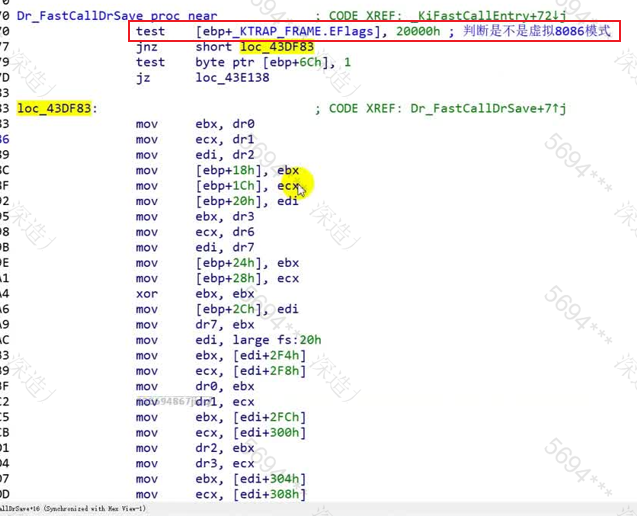 70 Dr_FastCallDrSave proc near ; CODE XREF: _KiFastCallEntry+72↓j
70 test [ebp+_KTRAP_FRAME.EFlags], 20000h ; 判断是不是虚拟8086模式
77 jnz short loc_43DF83
79 test byte ptr [ebp+6Ch], 1
7D jz loc_43E138
83 loc_43DF83: ; CODE XREF: Dr_FastCallDrSave+7↑j
83 mov ebx, dr0
86 mov ecx, dr1
89 mov edi, dr2
8C mov [ebp+18h], ebx
8F mov [ebp+1Ch], ecx
92 mov [ebp+20h], edi
95 mov ebx, dr3
98 mov ecx, dr6
9B mov edi, dr7
9E mov [ebp+24h], ebx
A1 mov [ebp+28h], ecx
A4 xor ebx, ebx
A6 mov [ebp+2Ch], edi
A9 mov dr7, ebx
AC mov edi, large fs:20h
B3 mov ebx, [edi+2F4h]
B9 mov ecx, [edi+2F8h]
BF mov dr0, ebx
C2 mov dr1, ecx
C5 mov ebx, [edi+2FCh]
CB mov ecx, [edi+300h]
D1 mov dr2, ebx
D4 mov dr3, ecx
D7 mov ebx, [edi+304h]
DD mov ecx, [edi+308h]
allDrSave+16 (Synchronized with Hex View-1)
5694***
深造丿